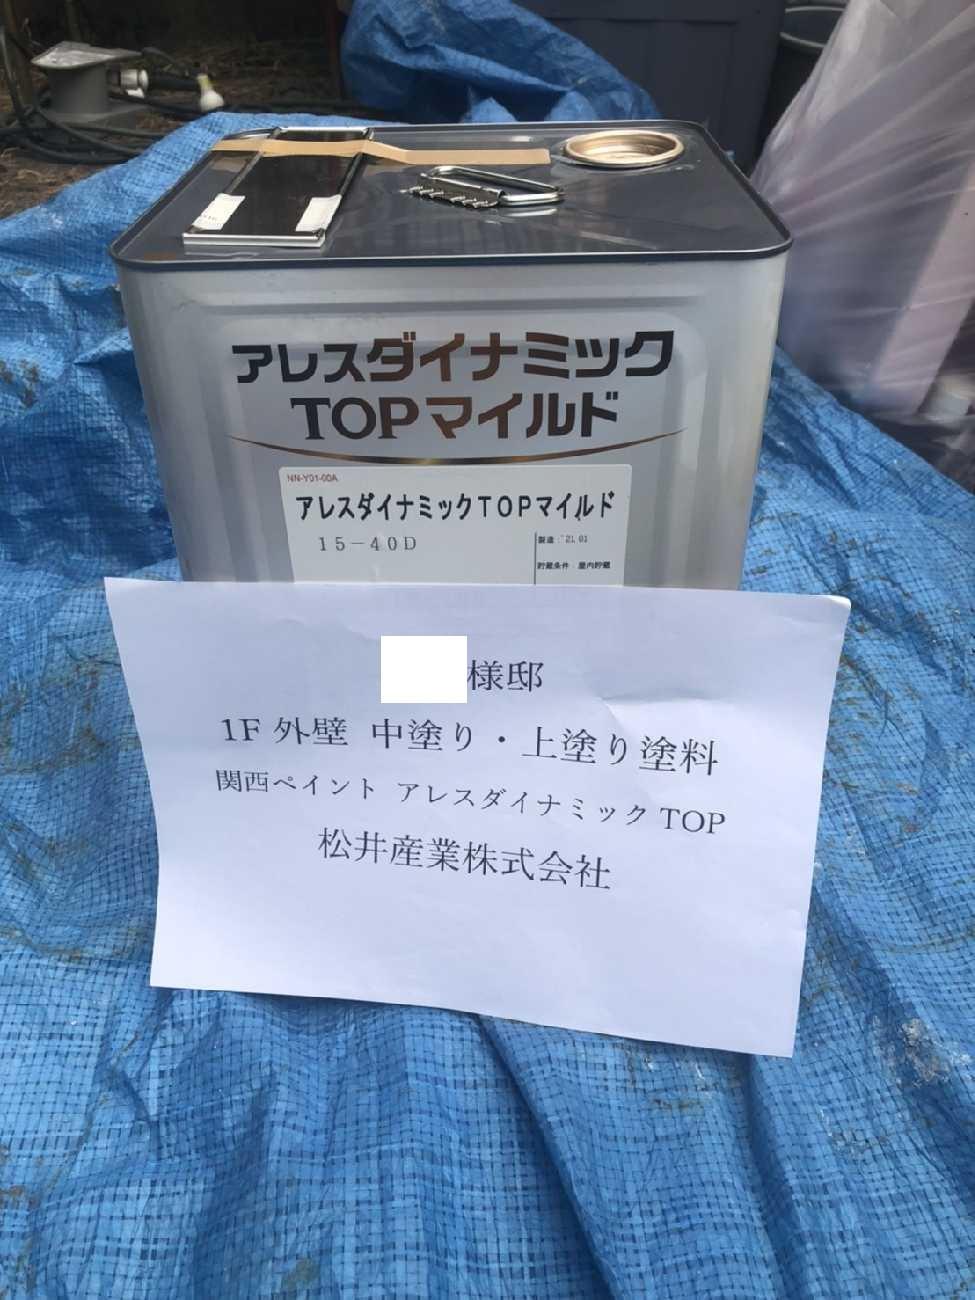 アレスダイナミック
TOPマイルド
NN-Y01-00A
アレスダイナミックTOPマイルド
15-40D
製造:'21.01
貯蔵条件:屋内貯蔵
様邸
1F 外壁 中塗り・上塗り塗料
関西ペイント アレスダイナミック TOP
松井産業株式会社